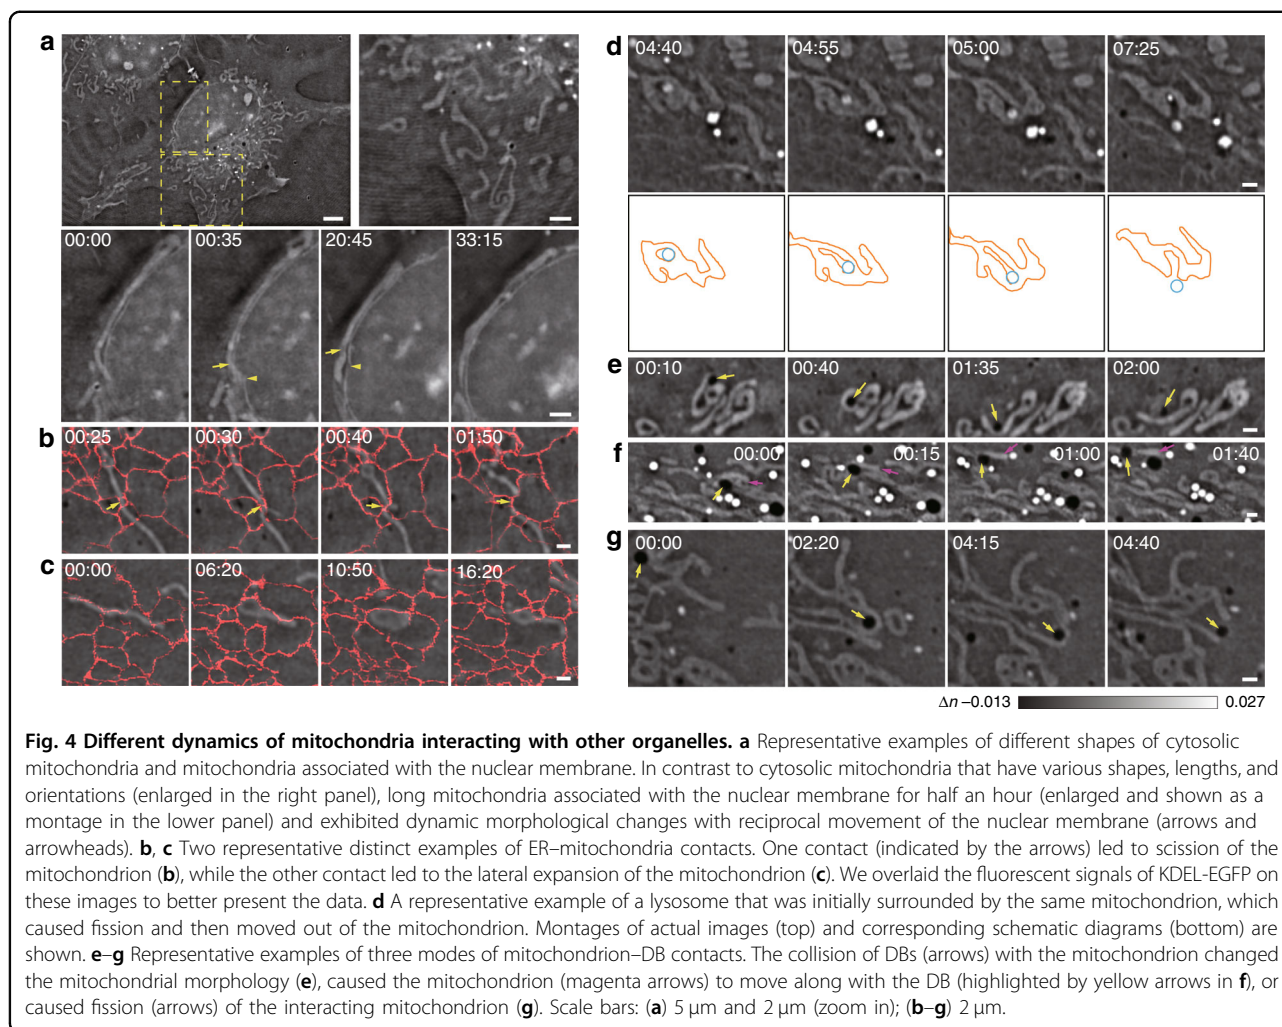 a
00:00
00:35
20:45
33:15
b
00:25
00:30
00:40
01:50
c
00:00
06:20
10:50
16:20
d
04:40
04:55
05:00
07:25
e
00:10
00:40
01:35
02:00
f
00:00
00:15
01:00
01:40
g
00:00
02:20
04:15
04:40
Δn –0.013
0.027
Fig. 4 Different dynamics of mitochondria interacting with other organelles. a Representative examples of different shapes of cytosolic
mitochondria and mitochondria associated with the nuclear membrane. In contrast to cytosolic mitochondria that have various shapes, lengths, and
orientations (enlarged in the right panel), long mitochondria associated with the nuclear membrane for half an hour (enlarged and shown as a
montage in the lower panel) and exhibited dynamic morphological changes with reciprocal movement of the nuclear membrane (arrows and
arrowheads). b, c Two representative distinct examples of ER–mitochondria contacts. One contact (indicated by the arrows) led to scission of the
mitochondrion (b), while the other contact led to the lateral expansion of the mitochondrion (c). We overlaid the fluorescent signals of KDEL-EGFP on
these images to better present the data. d A representative example of a lysosome that was initially surrounded by the same mitochondrion, which
caused fission and then moved out of the mitochondrion. Montages of actual images (top) and corresponding schematic diagrams (bottom) are
shown. e–g Representative examples of three modes of mitochondrion–DB contacts. The collision of DBs (arrows) with the mitochondrion changed
the mitochondrial morphology (e), caused the mitochondrion (magenta arrows) to move along with the DB (highlighted by yellow arrows in f), or
caused fission (arrows) of the interacting mitochondrion (g). Scale bars: (a) 5 μm and 2 μm (zoom in); (b–g) 2 μm.